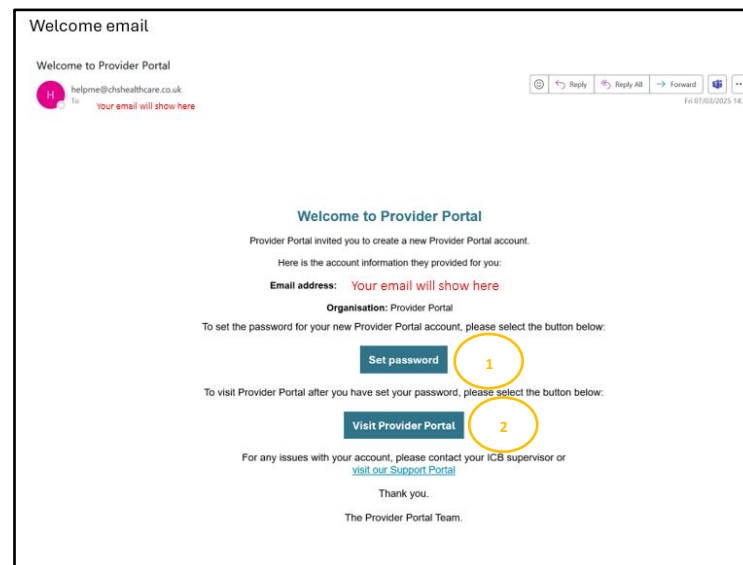 Welcome email
Welcome to Provider Portal
H
helpme@chshealthcare.co.uk
To: Your email will show here
Reply
Reply All
Forward
Fri 07/03/2025 14:
Welcome to Provider Portal
Provider Portal invited you to create a new Provider Portal account.
Here is the account information they provided for you:
Email address: Your email will show here
Organisation: Provider Portal
To set the password for your new Provider Portal account, please select the button below:
Set password
1
To visit Provider Portal after you have set your password, please select the button below:
Visit Provider Portal
2
For any issues with your account, please contact your ICB supervisor or
visit our Support Portal
Thank you.
The Provider Portal Team.